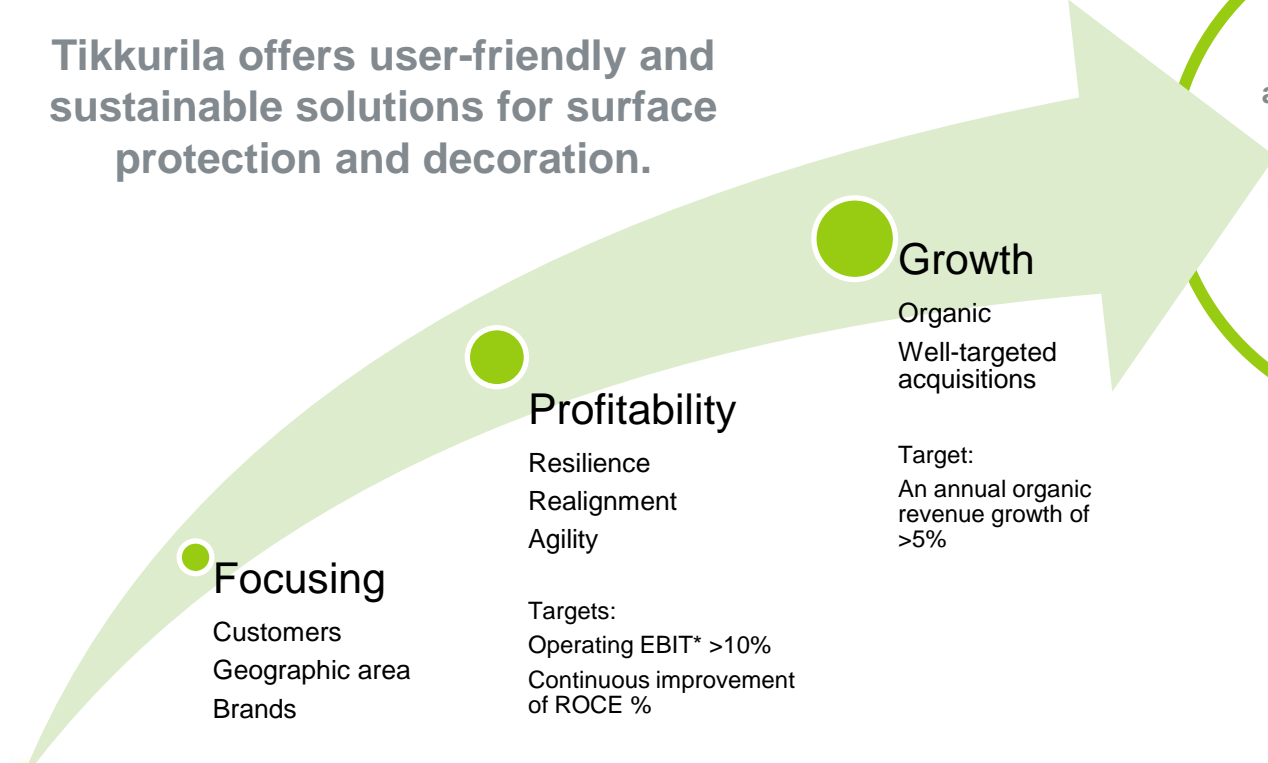 Tikkurila offers user-friendly and
sustainable solutions for surface
protection and decoration.
Growth
Organic
Well-targeted
acquisitions
Target:
An annual organic
revenue growth of
>5%
Profitability
Resilience
Realignment
Agility
Targets:
Operating EBIT* >10%
Continuous improvement
of ROCE %
Focusing
Customers
Geographic area
Brands